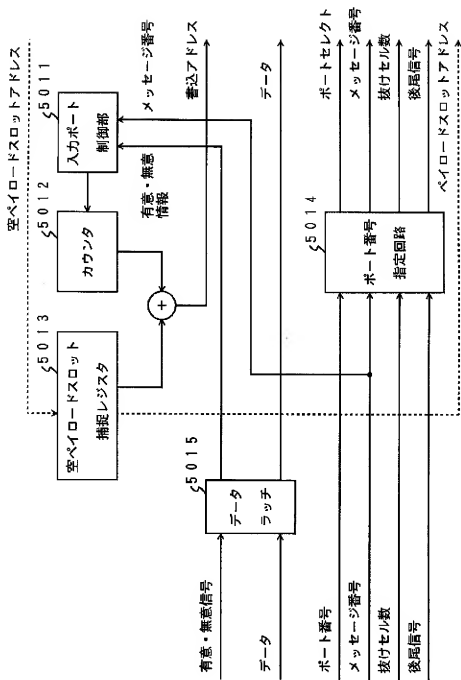 空ペイロードスロットアドレス
5011
入力ポート
制御部
5012
カウンタ
5013
空ペイロードスロット
捕捉レジスタ
+
メッセージ番号
有意・無意
情報
書込アドレス
データ
5015
データ
ラッチ
有意・無意信号
データ
5014
ポート番号
指定回路
ポート番号
メッセージ番号
抜けセル数
後尾信号
ポートセレクト
メッセージ番号
抜けセル数
後尾信号
ペイロードスロットアドレス